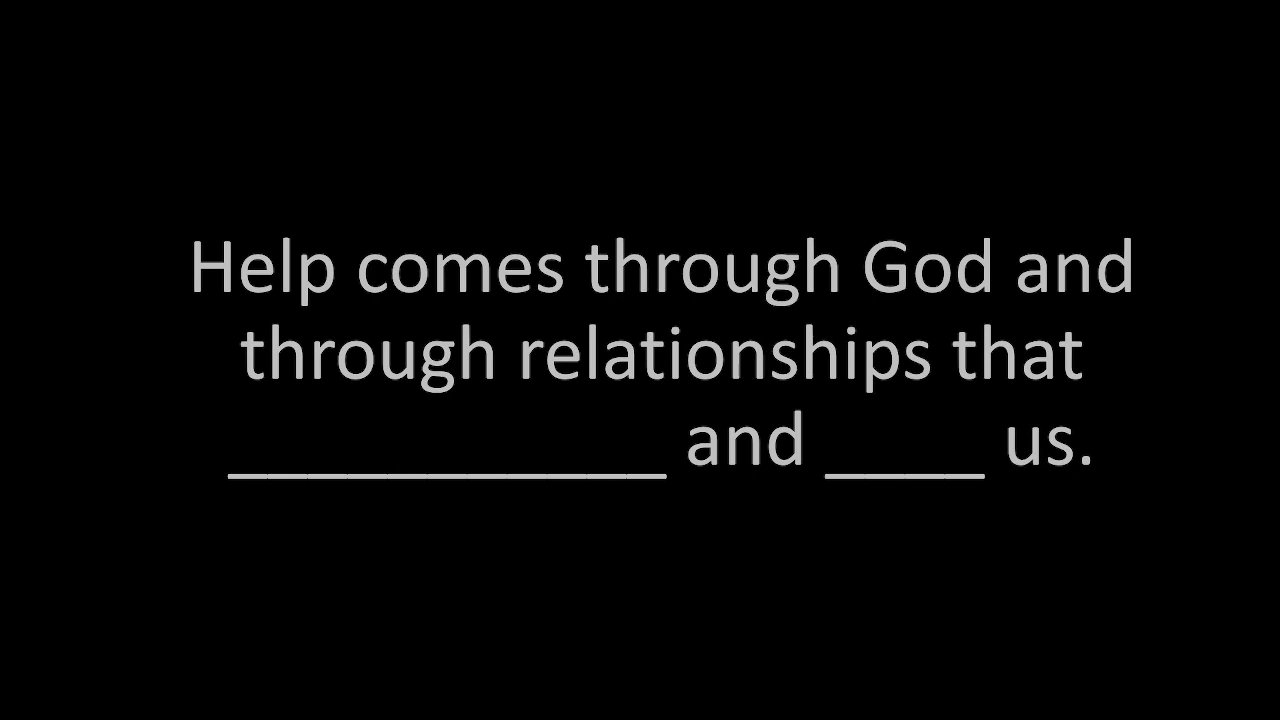 Help comes through God and
through relationships that
___________ and ____ us.